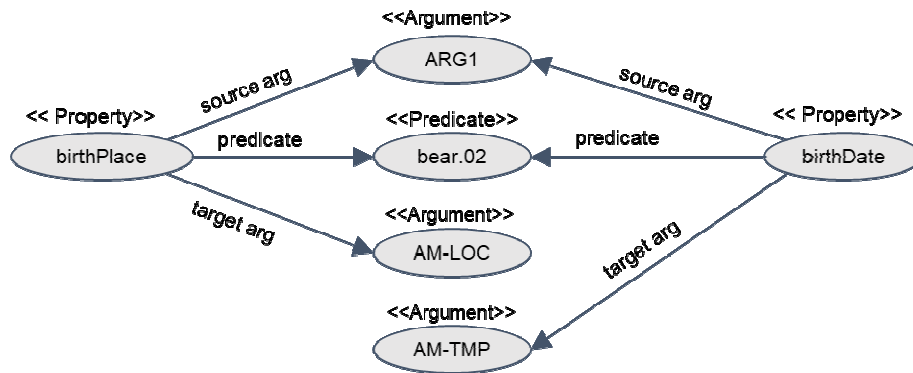 <<Argument>>
ARG1
source arg
source arg
<< Property>>
<<Predicate>>
<< Property>>
birthPlace
predicate
bear.02
predicate
birthDate
target arg
<<Argument>>
AM-LOC
target arg
<<Argument>>
AM-TMP